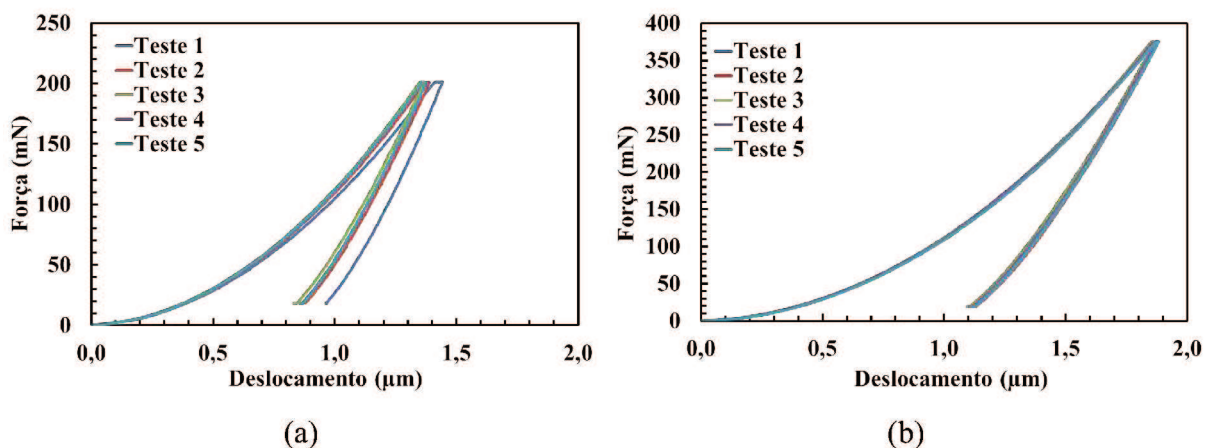 250
200
150
100
50
0
Força (mN)
Teste 1
Teste 2
Teste 3
Teste 4
Teste 5
0,0 0,5 1,0 1,5 2,0
Deslocamento (µm)
(a)
400
350
300
250
200
150
100
50
0
Força (mN)
Teste 1
Teste 2
Teste 3
Teste 4
Teste 5
0,0 0,5 1,0 1,5 2,0
Deslocamento (µm)
(b)